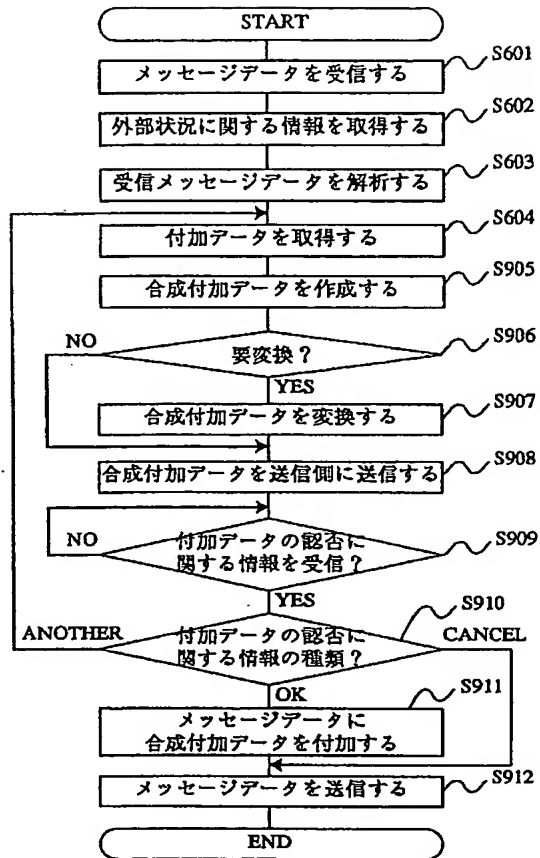 START
S601
メッセージデータを受信する
S602
外部状況に関する情報を取得する
S603
受信メッセージデータを解析する
S604
付加データを取得する
S905
合成付加データを作成する
S906
NO
要変換?
YES
S907
合成付加データを変換する
S908
合成付加データを送信側に送信する
S909
NO
付加データの認否に
関する情報を受信?
YES
S910
ANOTHER
付加データの認否に
関する情報の種類?
CANCEL
OK
S911
メッセージデータに
合成付加データを付加する
S912
メッセージデータを送信する
END